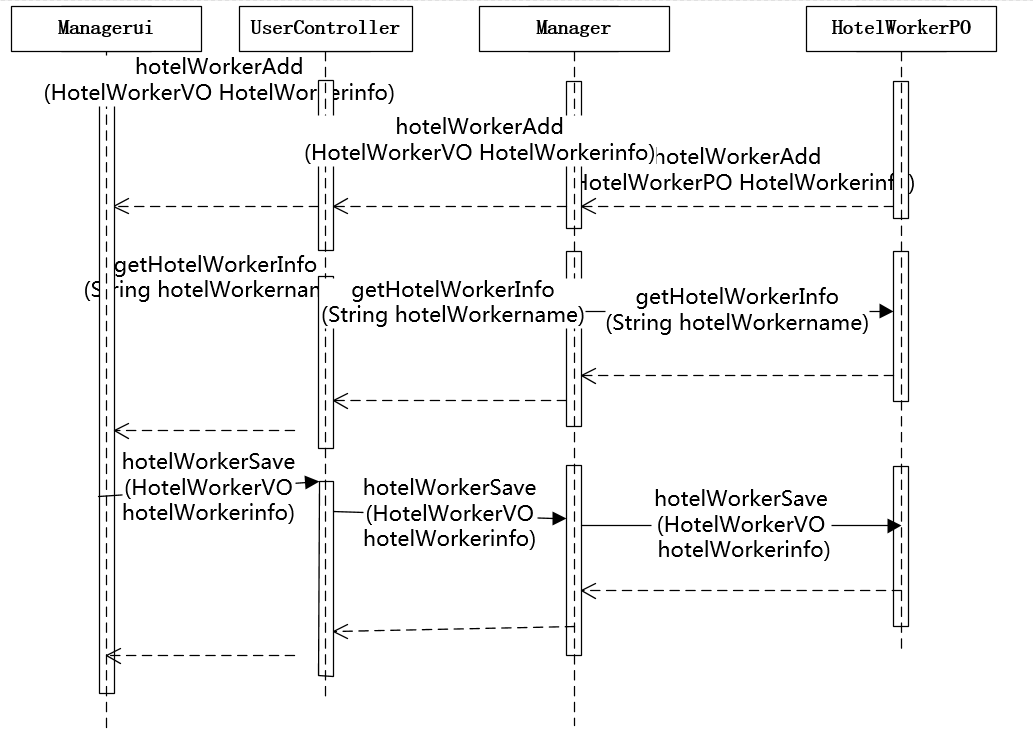 Managerui
UserController
Manager
HotelWorkerPO
hotelWorkerAdd
(HotelWorkerVO HotelWorkerinfo)
hotelWorkerAdd
(HotelWorkerVO HotelWorkerinfo)
hotelWorkerAdd
HotelWorkerPO HotelWorkerinf )
getHotelWorkerInfo
(String hotelWorkernam
getHotelWorkerInfo
(String hotelWorkername)
getHotelWorkerInfo
(String hotelWorkername)
hotelWorkerSave
(HotelWorkerVO
hotelWorkerinfo)
hotelWorkerSave
(HotelWorkerVO
hotelWorkerinfo)
hotelWorkerSave
(HotelWorkerVO
hotelWorkerinfo)